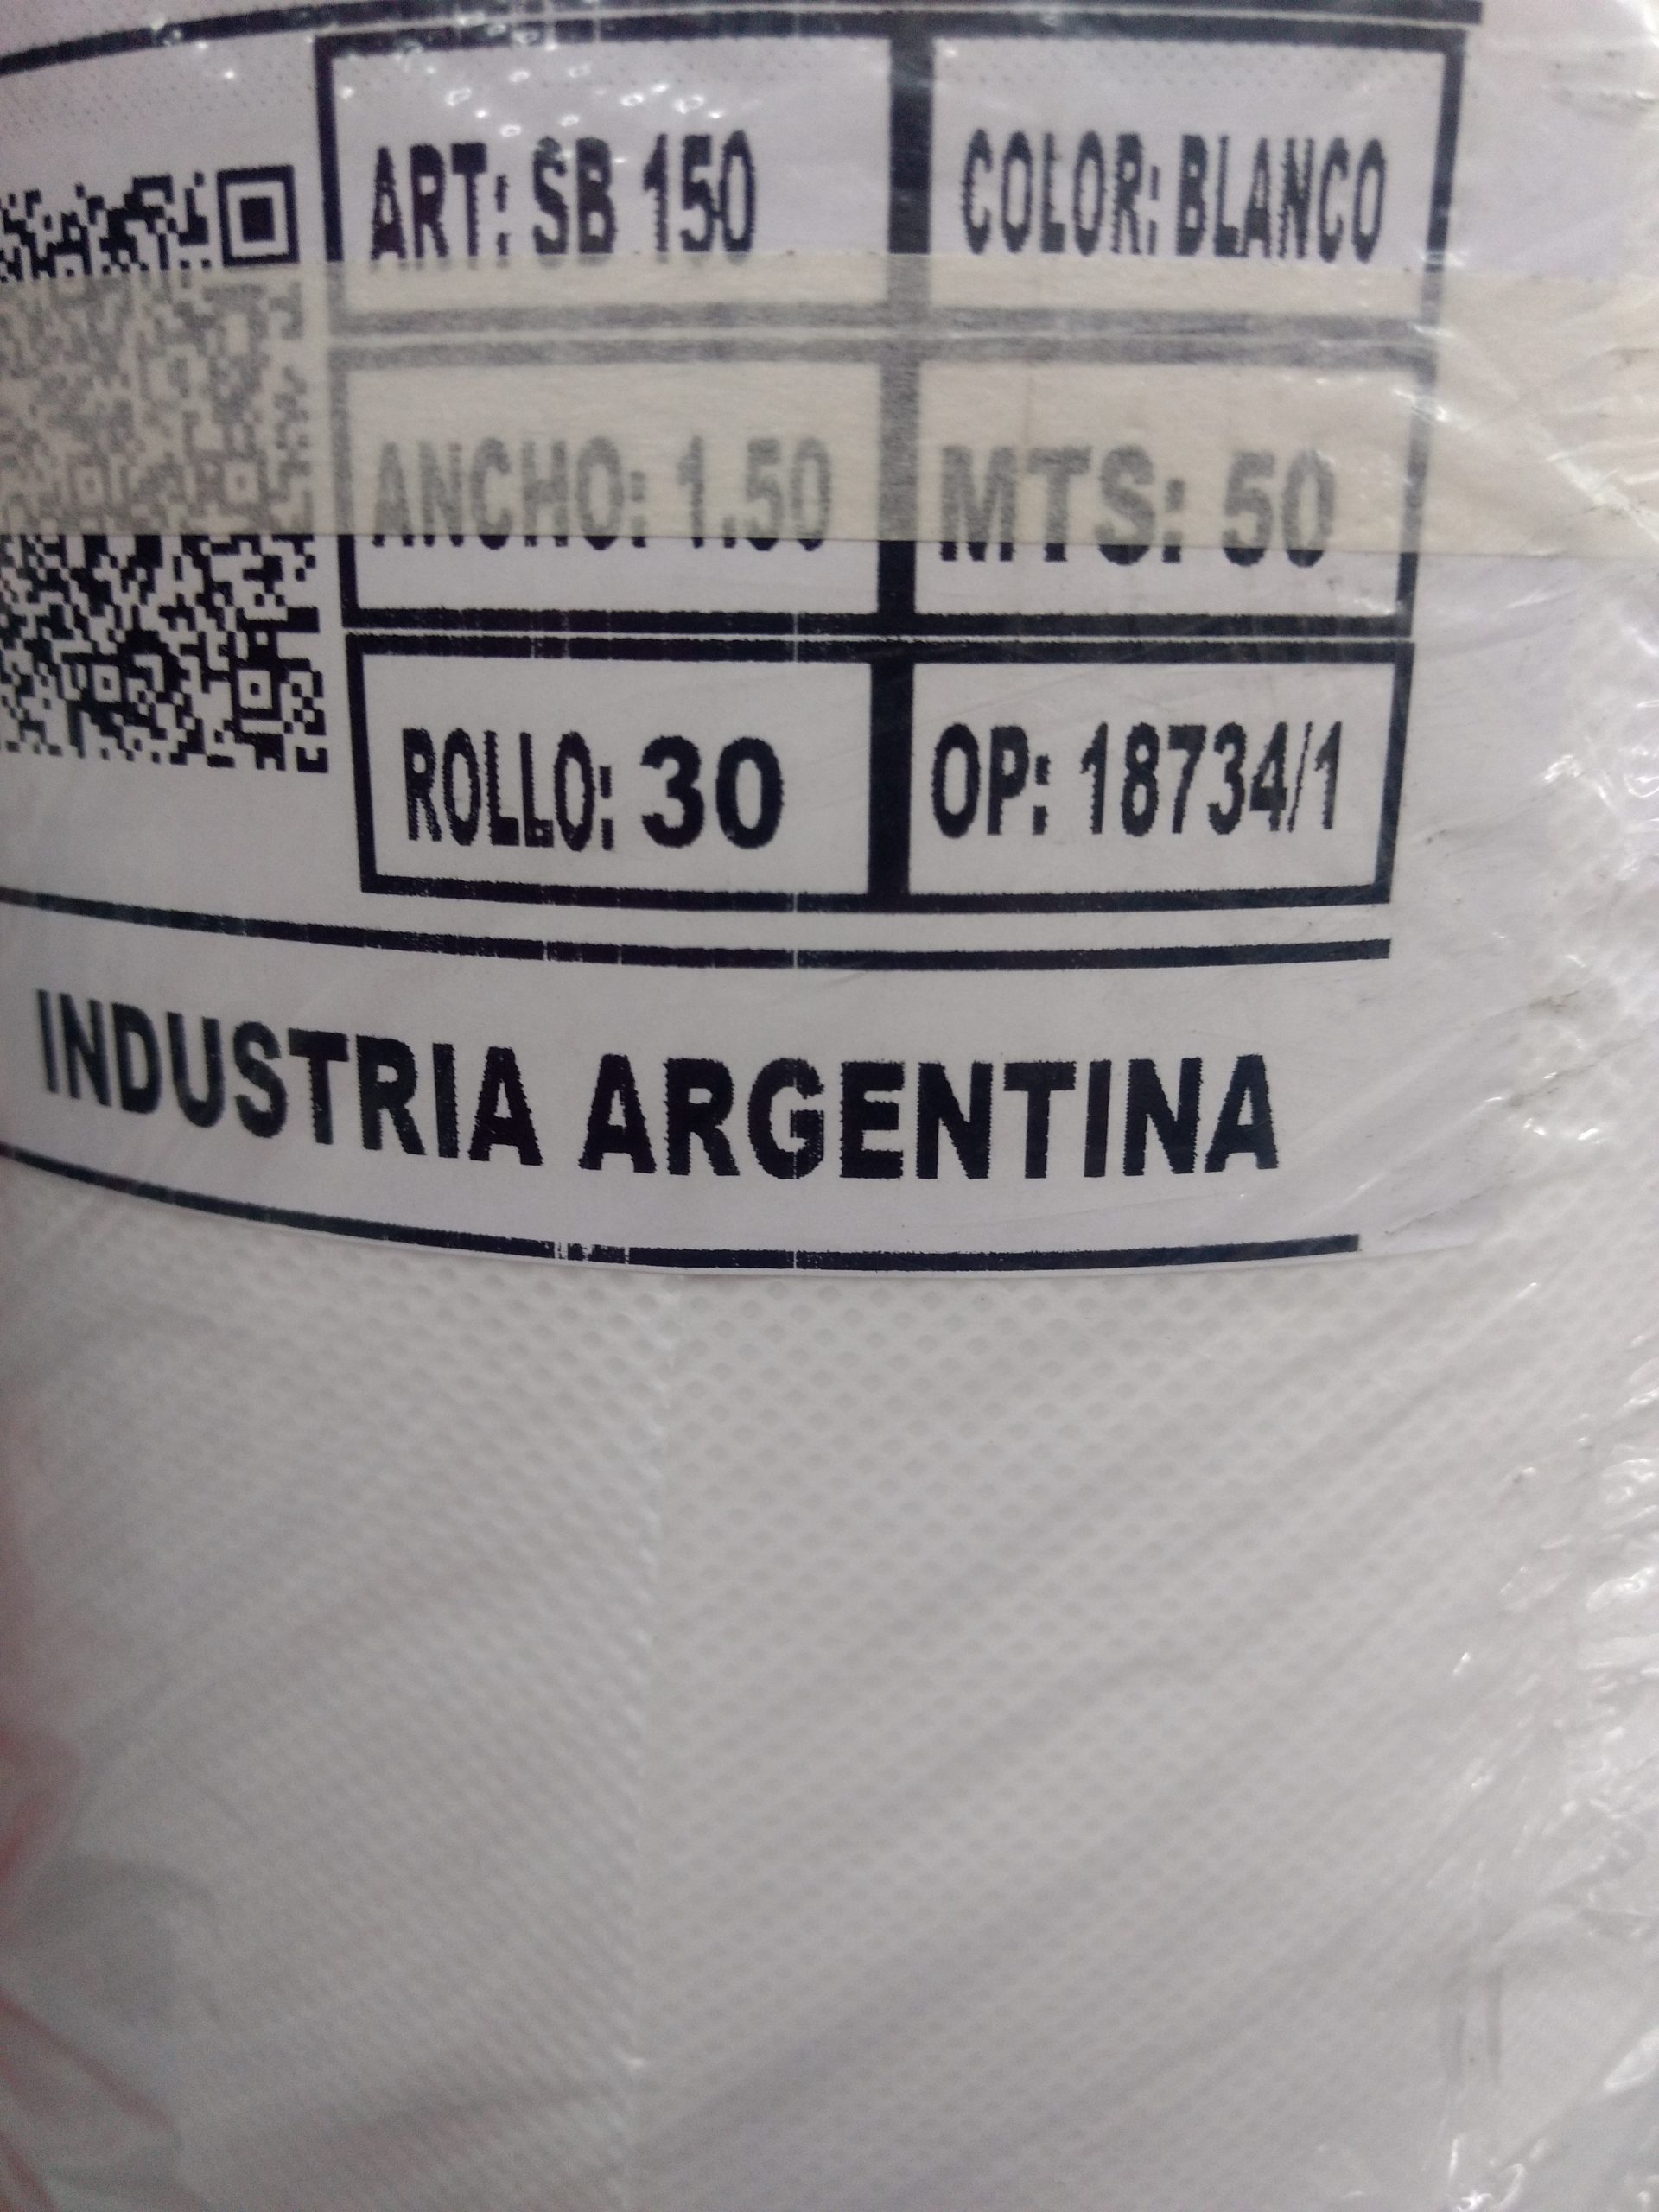 ART: SB 150 COLOR: BLANCO
ANCHO: 1.50 MTS: 50
ROLLO: 30 OP: 18734/1
INDUSTRIA ARGENTINA